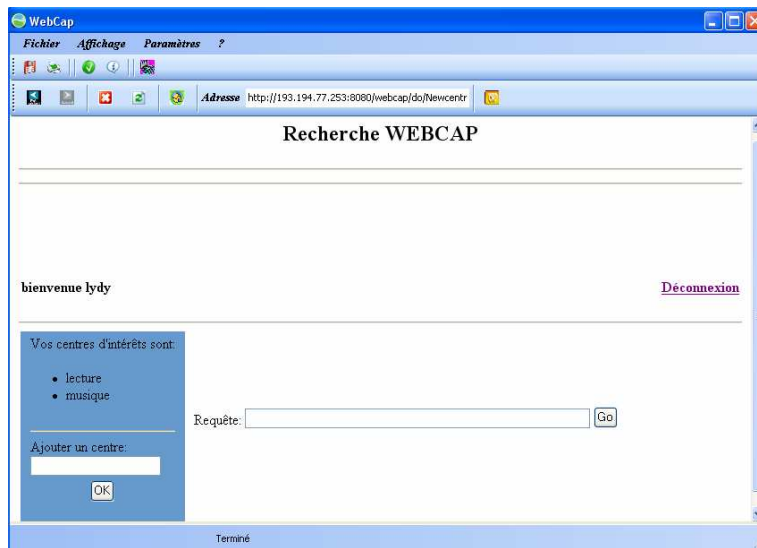 WebCap
Fichier Affichage Paramètres ?
Adresse http://193.194.77.253:8080/webcap/do/Newcentr
Recherche WEBCAP
bienvenue lydy
Déconnexion
Vos centres d'intérêts sont:
lecture
musique
Requête:
Go
Ajouter un centre:
OK
Terminé